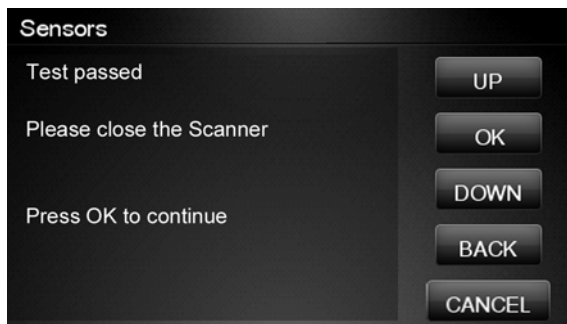 Sensors
Test passed
Please close the Scanner
Press OK to continue
UP
OK
DOWN
BACK
CANCEL